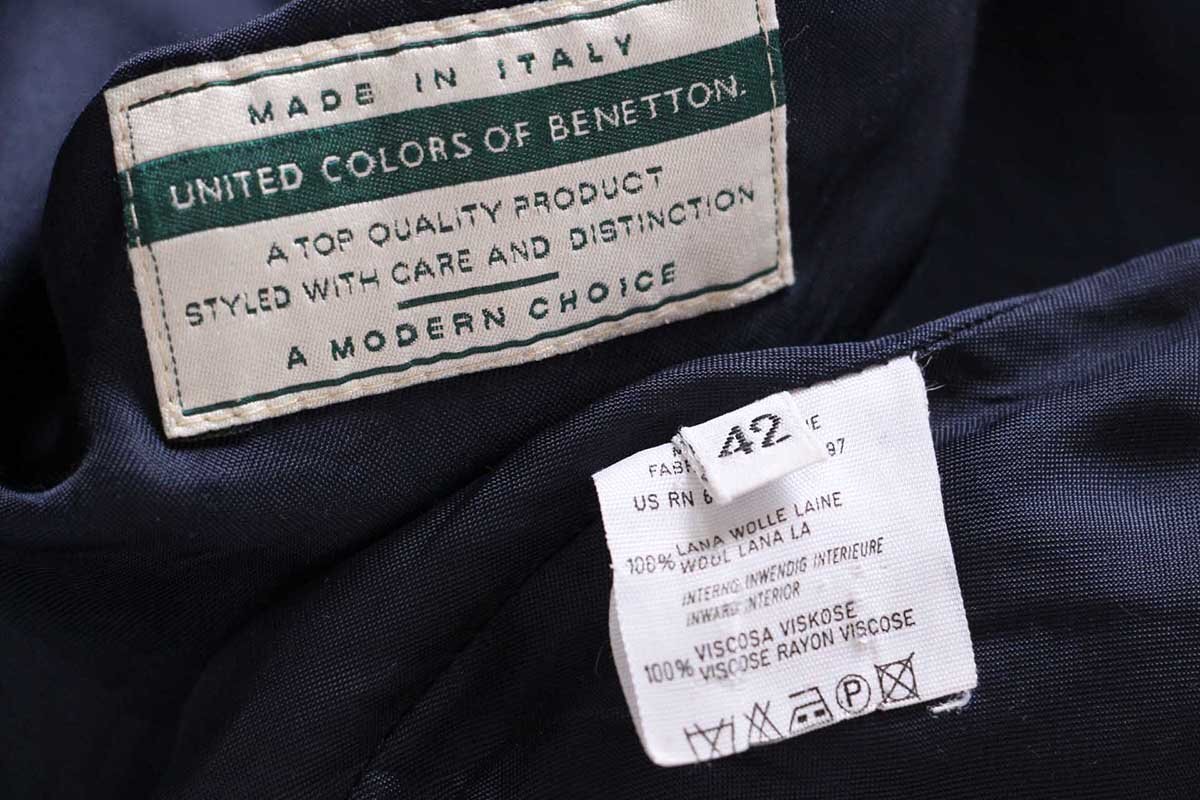 MADE IN ITALY
UNITED COLORS OF BENETTON.
A TOP QUALITY PRODUCT
STYLED WITH CARE AND DISTINCTION
A MODERN CHOICE
42
97
US RN 6
100% LANA WOLLE LAINE
WOOL LANA LA
INTERNO INWENDIG INTERIEURE
INWARD INTERIOR
100% VISCOSA VISKOSE
VISCOSE RAYON VISCOSE
P